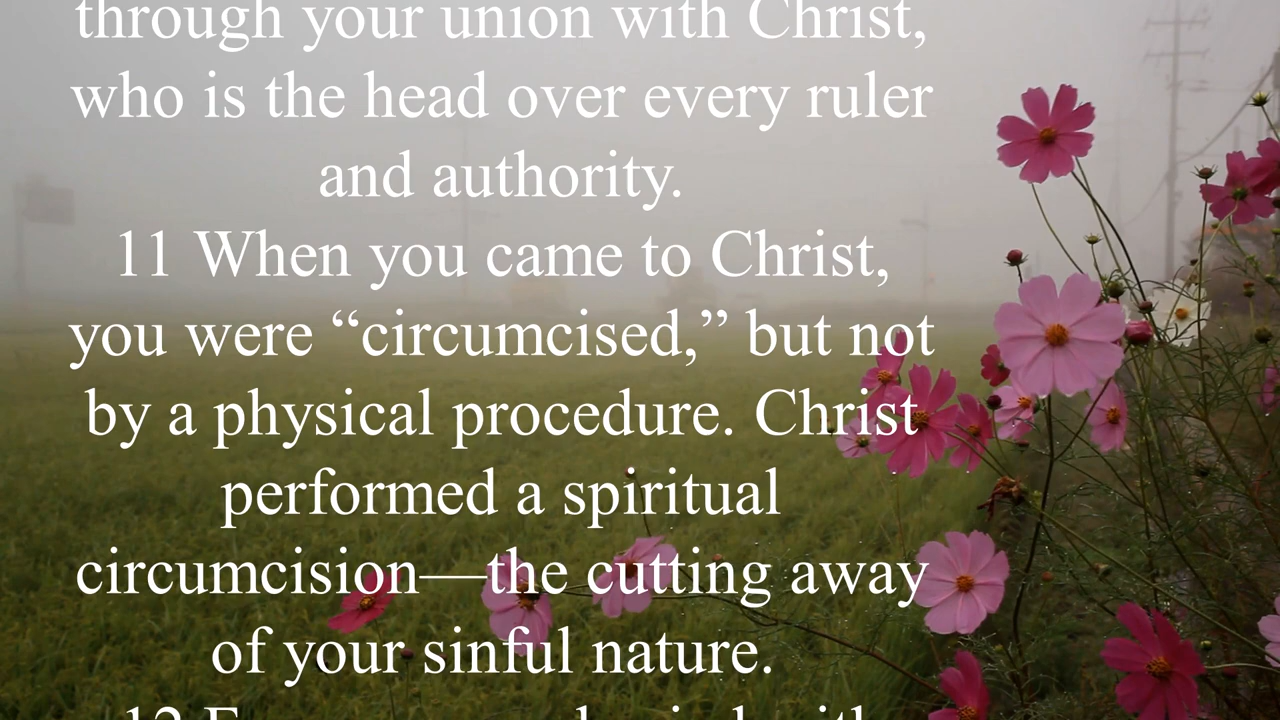 through your union with Christ,
who is the head over every ruler
and authority.
11 When you came to Christ,
you were “circumcised,” but not
by a physical procedure. Christ
performed a spiritual
circumcision—the cutting away
of your sinful nature.
12